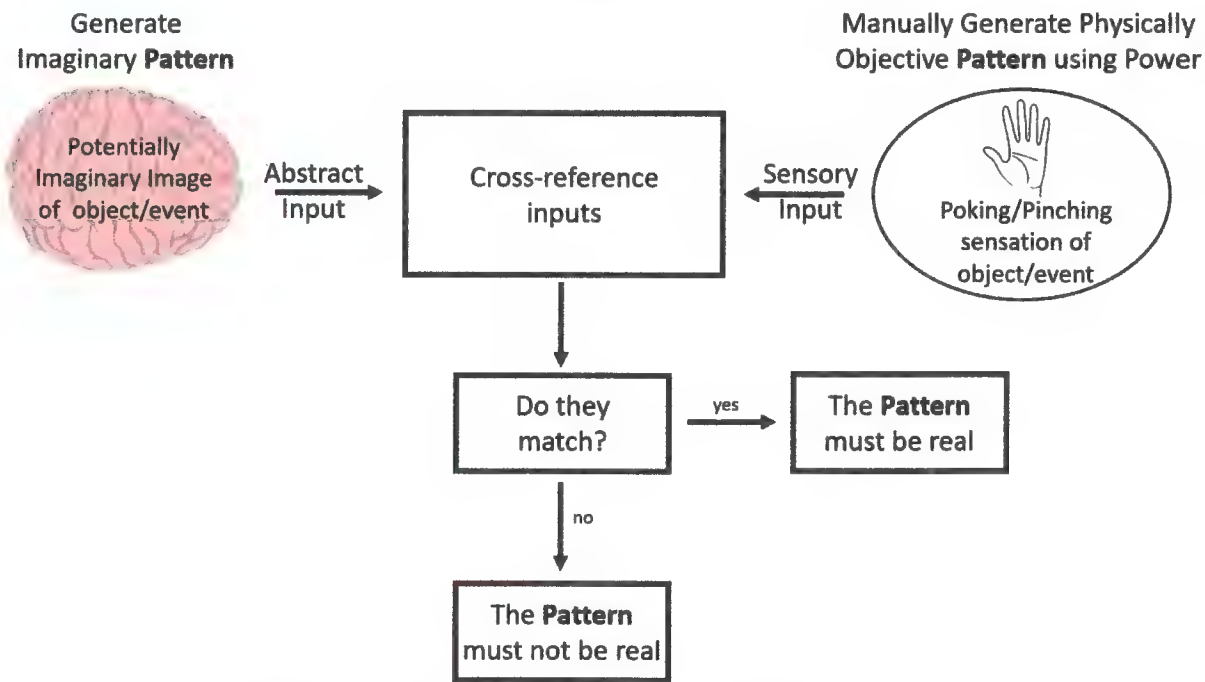 Generate
Imaginary Pattern
Manually Generate Physically
Objective Pattern using Power
Potentially
Imaginary Image
of object/event
Abstract
Input
Cross-reference
inputs
Sensory
Input
Poking/Pinching
sensation of
object/event
Do they
match?
yes
The Pattern
must be real
no
The Pattern
must not be real